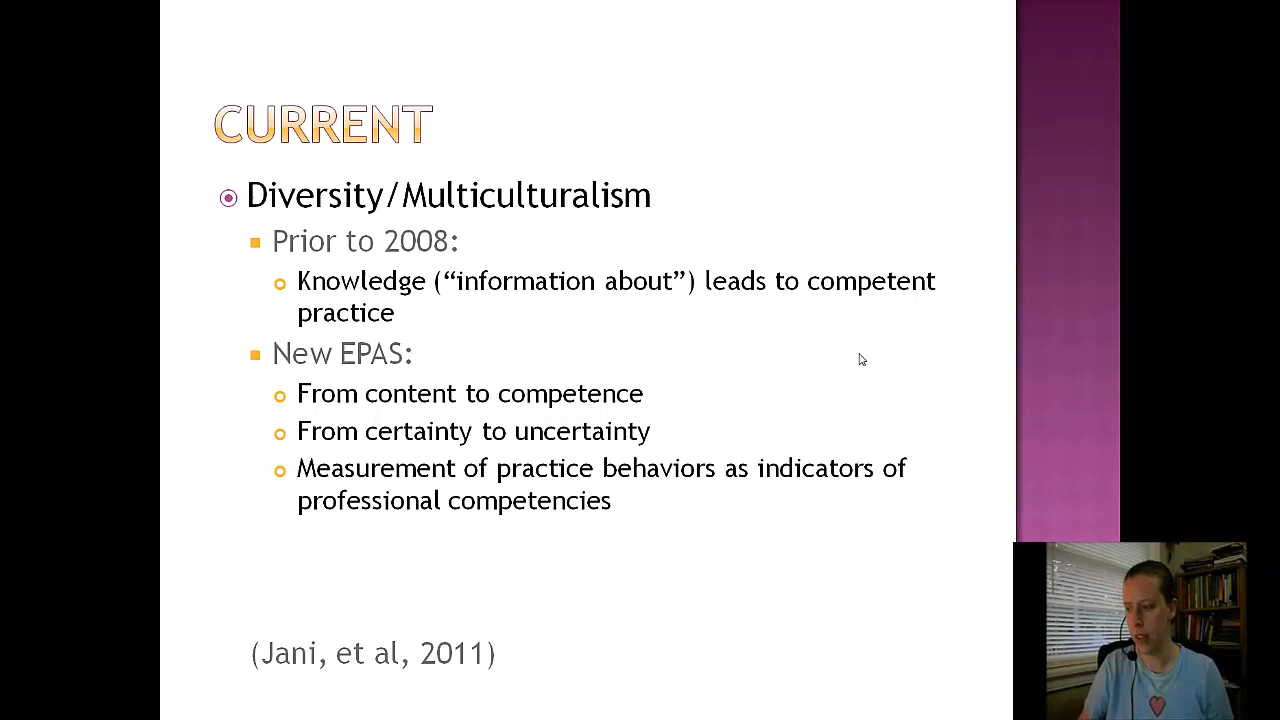 CURRENT
Diversity/Multiculturalism
Prior to 2008:
Knowledge (“information about”) leads to competent
practice
New EPAS:
From content to competence
From certainty to uncertainty
Measurement of practice behaviors as indicators of
professional competencies
(Jani, et al, 2011)